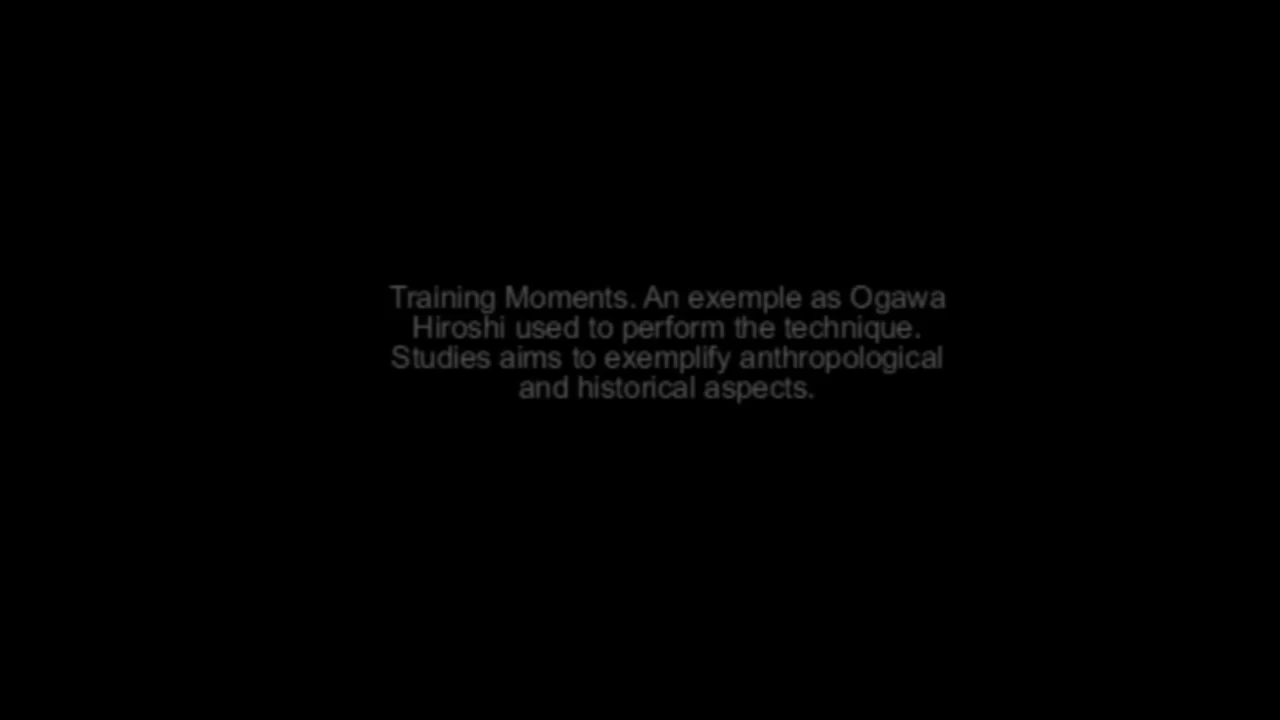 Training Moments. An exemple as Ogawa
Hiroshi used to perform the technique.
Studies aims to exemplify anthropological
and historical aspects.